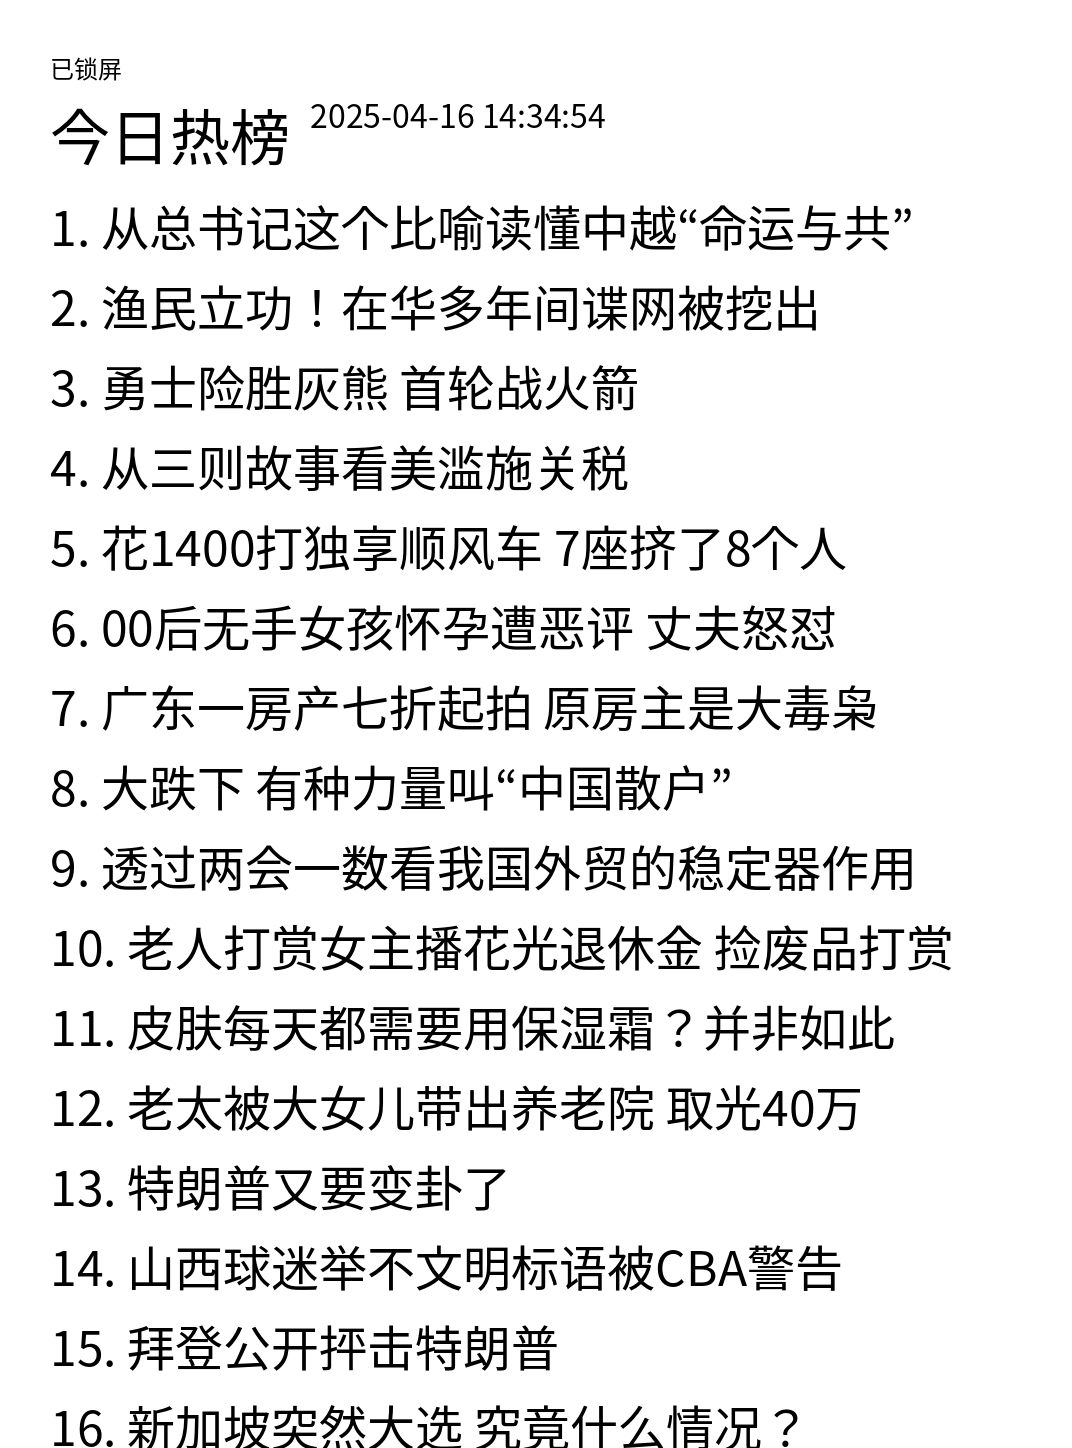 已锁屏
今日热榜 2025-04-16 14:34:54
1. 从总书记这个比喻读懂中越“命运与共”
2. 渔民立功！在华多年间谍网被挖出
3. 勇士险胜灰熊 首轮战火箭
4. 从三则故事看美滥施关税
5. 花1400打独享顺风车 7座挤了8个人
6. 00后无手女孩怀孕遭恶评 丈夫怒怼
7. 广东一房产七折起拍 原房主是大毒枭
8. 大跌下 有种力量叫“中国散户”
9. 透过两会一数看我国外贸的稳定器作用
10. 老人打赏女主播花光退休金 捡废品打赏
11. 皮肤每天都需要用保湿霜？并非如此
12. 老太被大女儿带出养老院 取光40万
13. 特朗普又要变卦了
14. 山西球迷举不文明标语被CBA警告
15. 拜登公开抨击特朗普
16. 新加坡突然大选 究竟什么情况？